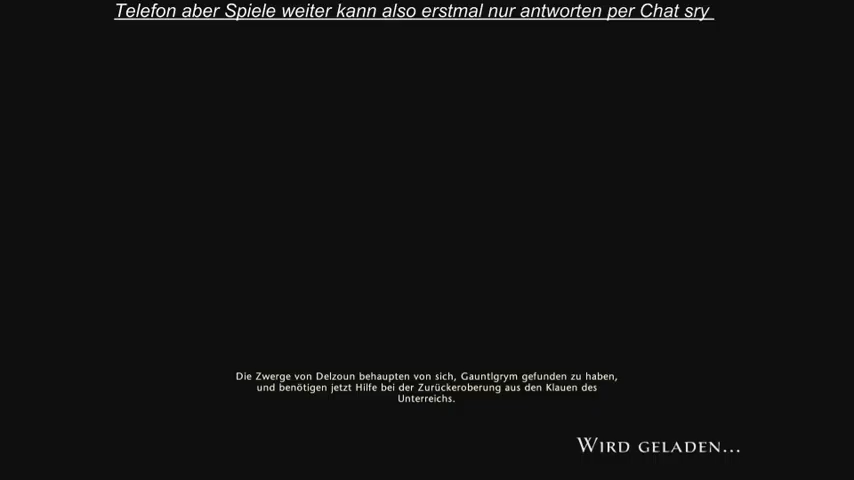 Telefon aber Spiele weiter kann also erstmal nur antworten per Chat sry
Die Zwerge von Delzoun behaupten von sich, Gauntlgrym gefunden zu haben,
und benötigen jetzt Hilfe bei der Zurückeroberung aus den Klauen des
Unterreichs.
Wird geladen...